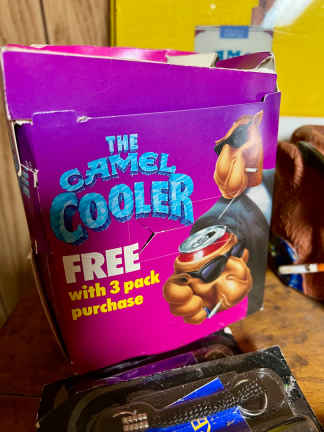 THE
CAMEL
COOLER
FREE
with 3 pack
purchase